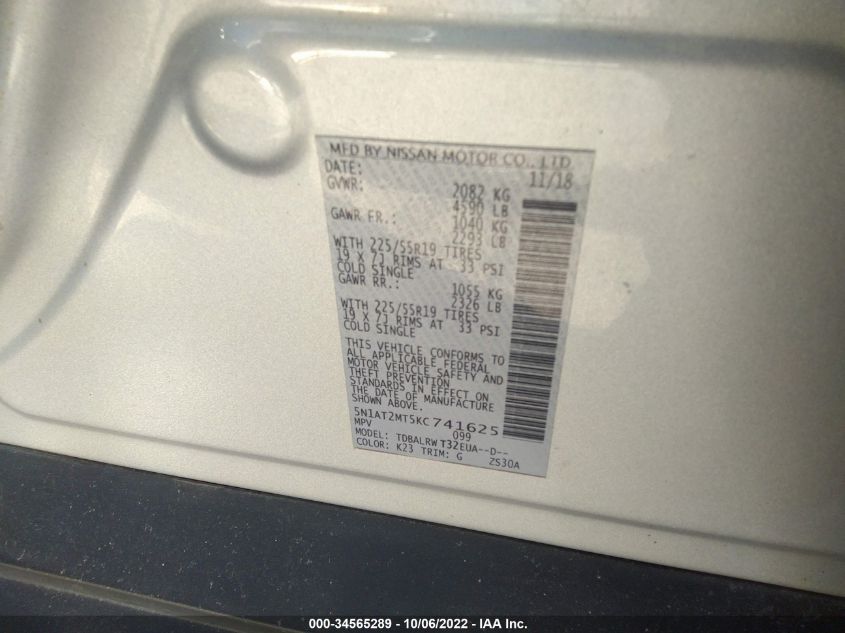 MFD BY NISSAN MOTOR CO., LTD
DATE: 11/18
GVWR: 2082 KG
4590 LB
GAWR FR.: 1040 KG
2293 LB
WITH 225/55R19 TIRES
19 X 7J RIMS AT 33 PSI
COLD SINGLE
GAWR RR.: 1055 KG
2326 LB
WITH 225/55R19 TIRES
19 X 7J RIMS AT 33 PSI
COLD SINGLE
THIS VEHICLE CONFORMS TO
ALL APPLICABLE FEDERAL
MOTOR VEHICLE SAFETY AND
THEFT PREVENTION
STANDARDS IN EFFECT ON
THE DATE OF MANUFACTURE
SHOWN ABOVE.
5N1AT2MT5KC741625
MPV 099
MODEL: TDBALRWT32EUA--D--
COLOR: K23 TRIM: G 2S30A
000-34565289 - 10/06/2022 - IAA Inc.